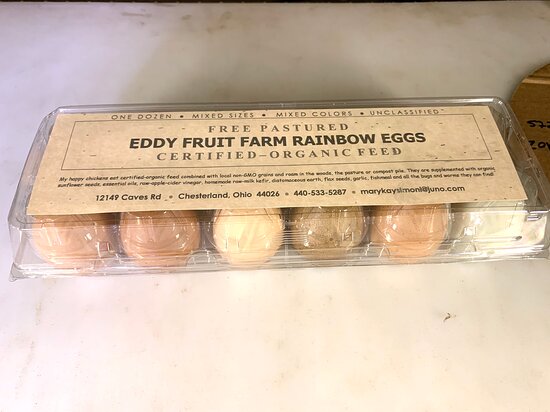 ONE DOZEN • MIXED SIZES • MIXED COLORS • UNCLASSIFIED
FREE PASTURED
EDDY FRUIT FARM RAINBOW EGGS
CERTIFIED-ORGANIC FEED
My happy chickens eat certified-organic feed combined with local non-GMO grains and roam in the woods, the pasture or compost pile. They are supplemented with organic
sunflower seeds, essential oils, raw-apple-cider vinegar, homemade raw-milk kefir, diatomaceous earth, flax seeds, garlic, fishmeal and all the bugs and worms they can find!
12149 Caves Rd • Chesterland, Ohio 44026 • 440-533-5287 • marykaysimoni@juno.com